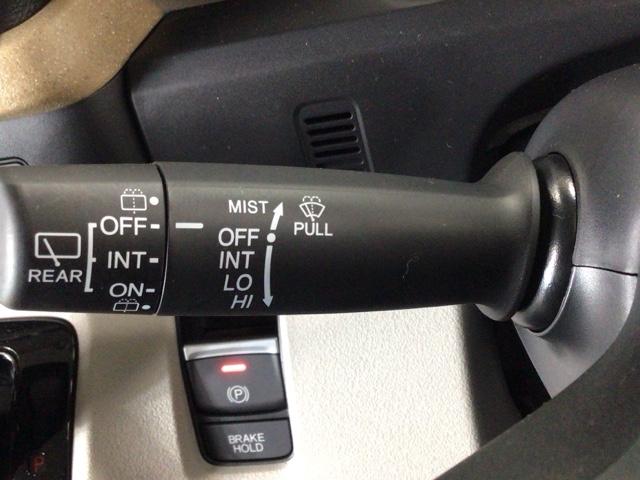 MIST
PULL
OFF
INT
LO
HI
OFF
INT
ON
REAR
P
BRAKE
HOLD
P